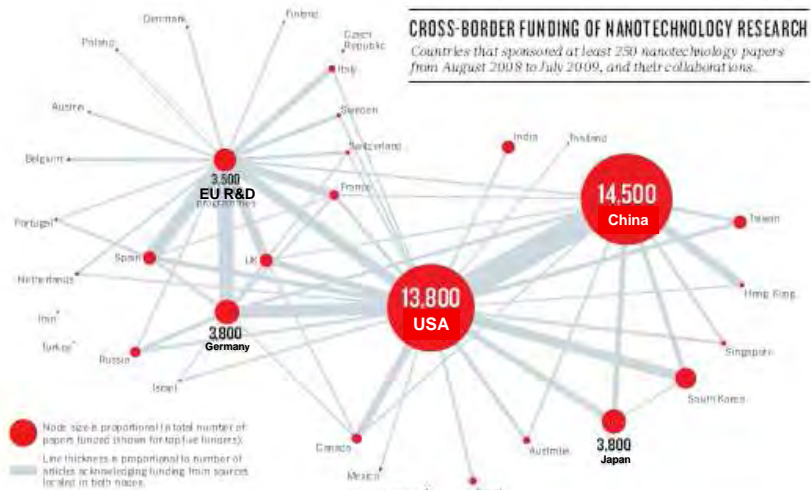 CROSS-BORDER FUNDING OF NANOTECHNOLOGY RESEARCH
Countries that sponsored at least 250 nanotechnology papers
from August 2008 to July 2009, and their collaborations.
Denmark
Finland
Poland
Czech
Republic
Italy
Austria
Sweden
Switzerland
India
Thailand
Belgium
3,500
EU R&D
programmes
France
14,500
China
Portugal
Taiwan
Spain
UK
Netherlands
13,800
USA
Hong Kong
Iran
3,800
Germany
Turkey
Russia
Singapore
Israel
South Korea
Node size is proportional to total number of
papers funded (shown for top five funders).
Canada
3,800
Japan
Australia
Line thickness is proportional to number of
articles acknowledging funding from sources
located in both nodes.
Mexico